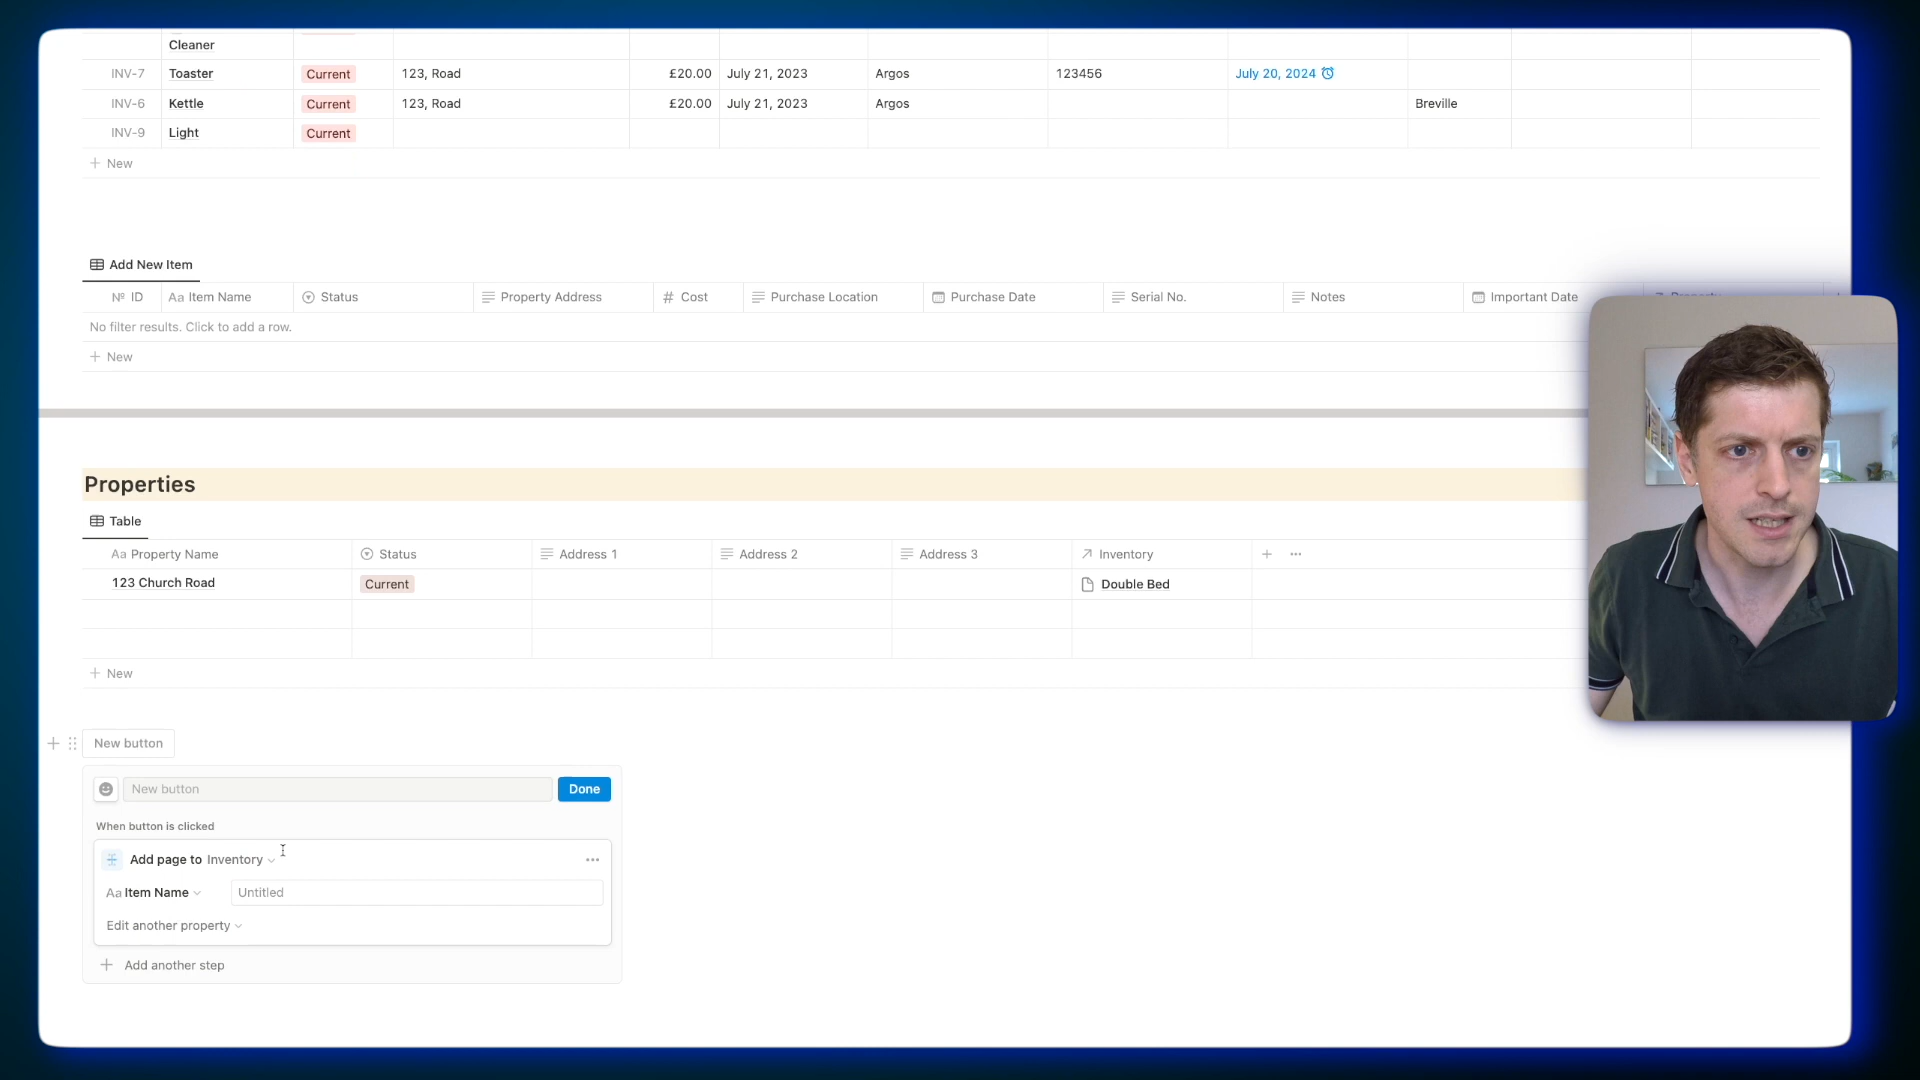 Cleaner
INV-7 Toaster Current 123, Road £20.00 July 21, 2023 Argos 123456 July 20, 2024
INV-6 Kettle Current 123, Road £20.00 July 21, 2023 Argos Breville
INV-9 Light Current
New
Add New Item
Nº ID Aa Item Name Status Property Address # Cost Purchase Location Purchase Date Serial No. Notes Important Date
No filter results. Click to add a row.
New
Properties
Table
Aa Property Name Status Address 1 Address 2 Address 3 Inventory
123 Church Road Current Double Bed
New
New button
New button Done
When button is clicked
Add page to Inventory
Aa Item Name Untitled
Edit another property
Add another step